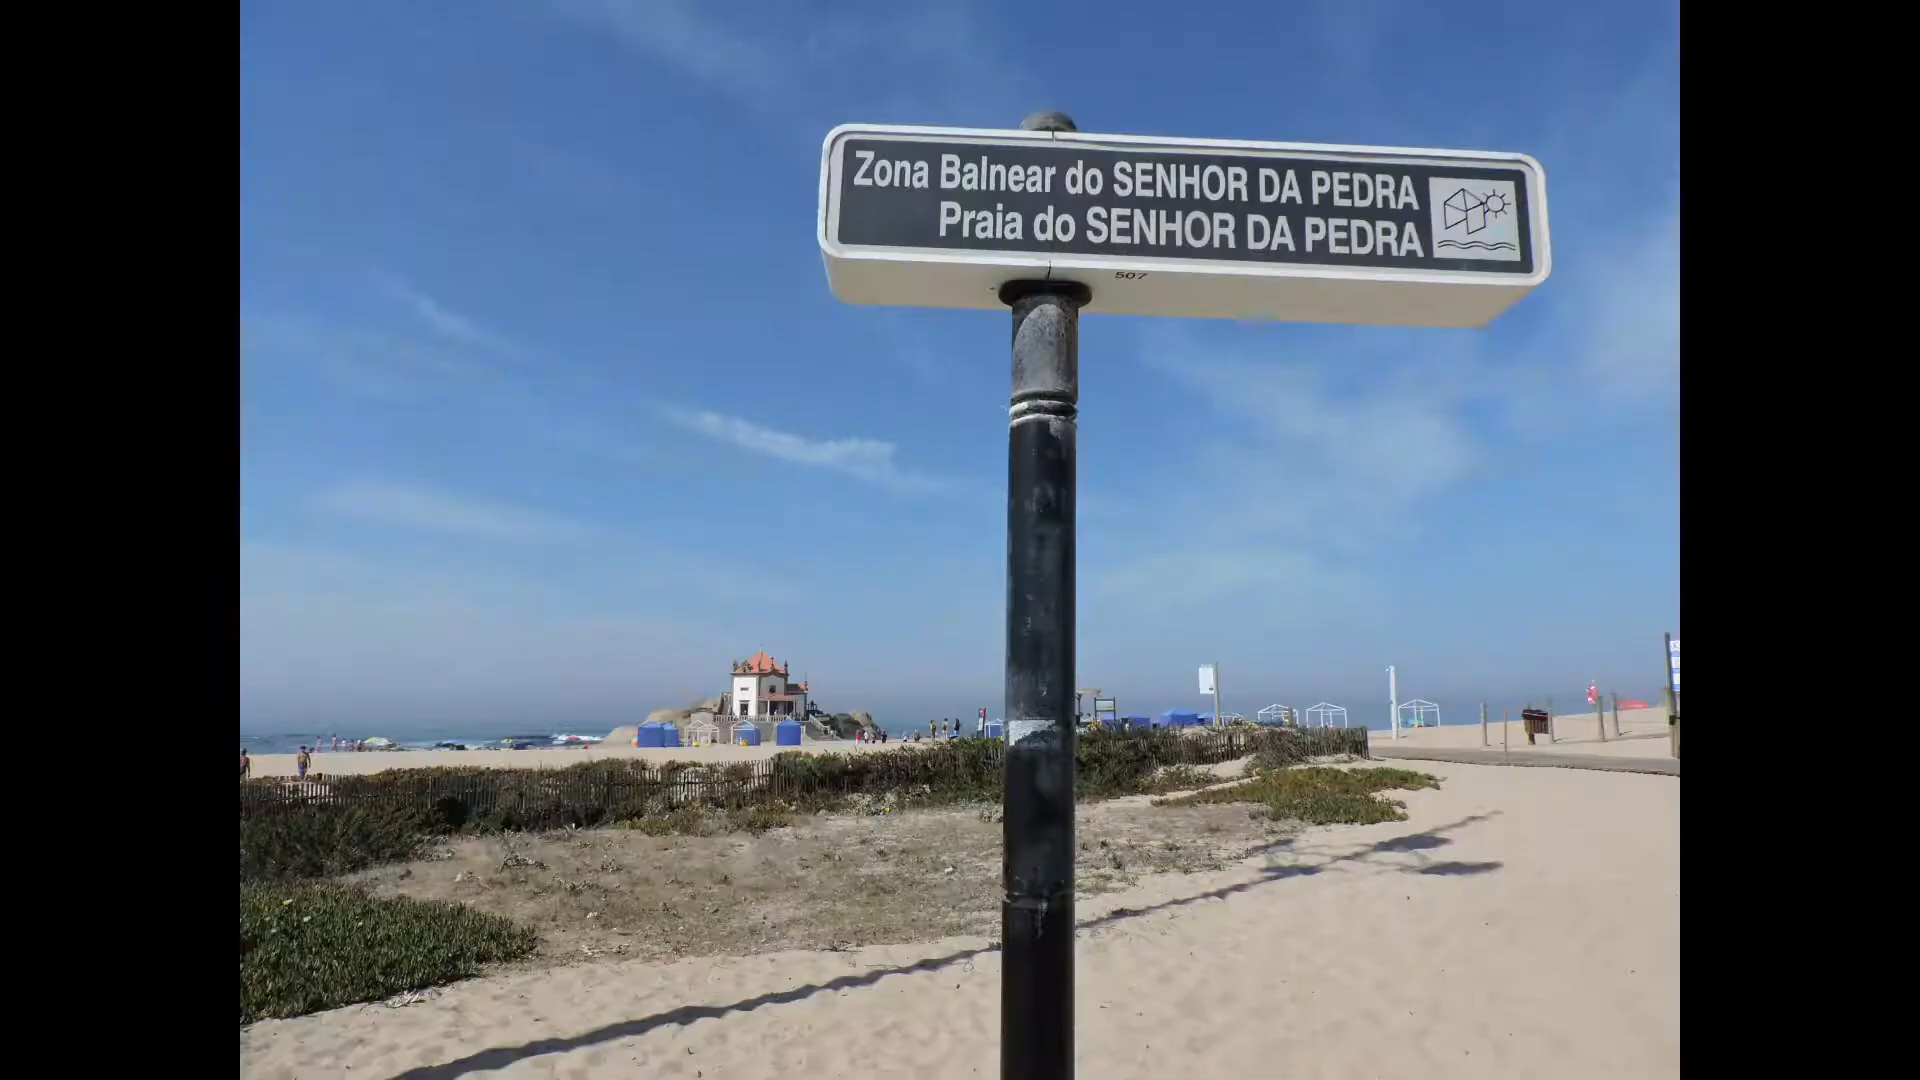 Zona Balnear do SENHOR DA PEDRA
Praia do SENHOR DA PEDRA
507